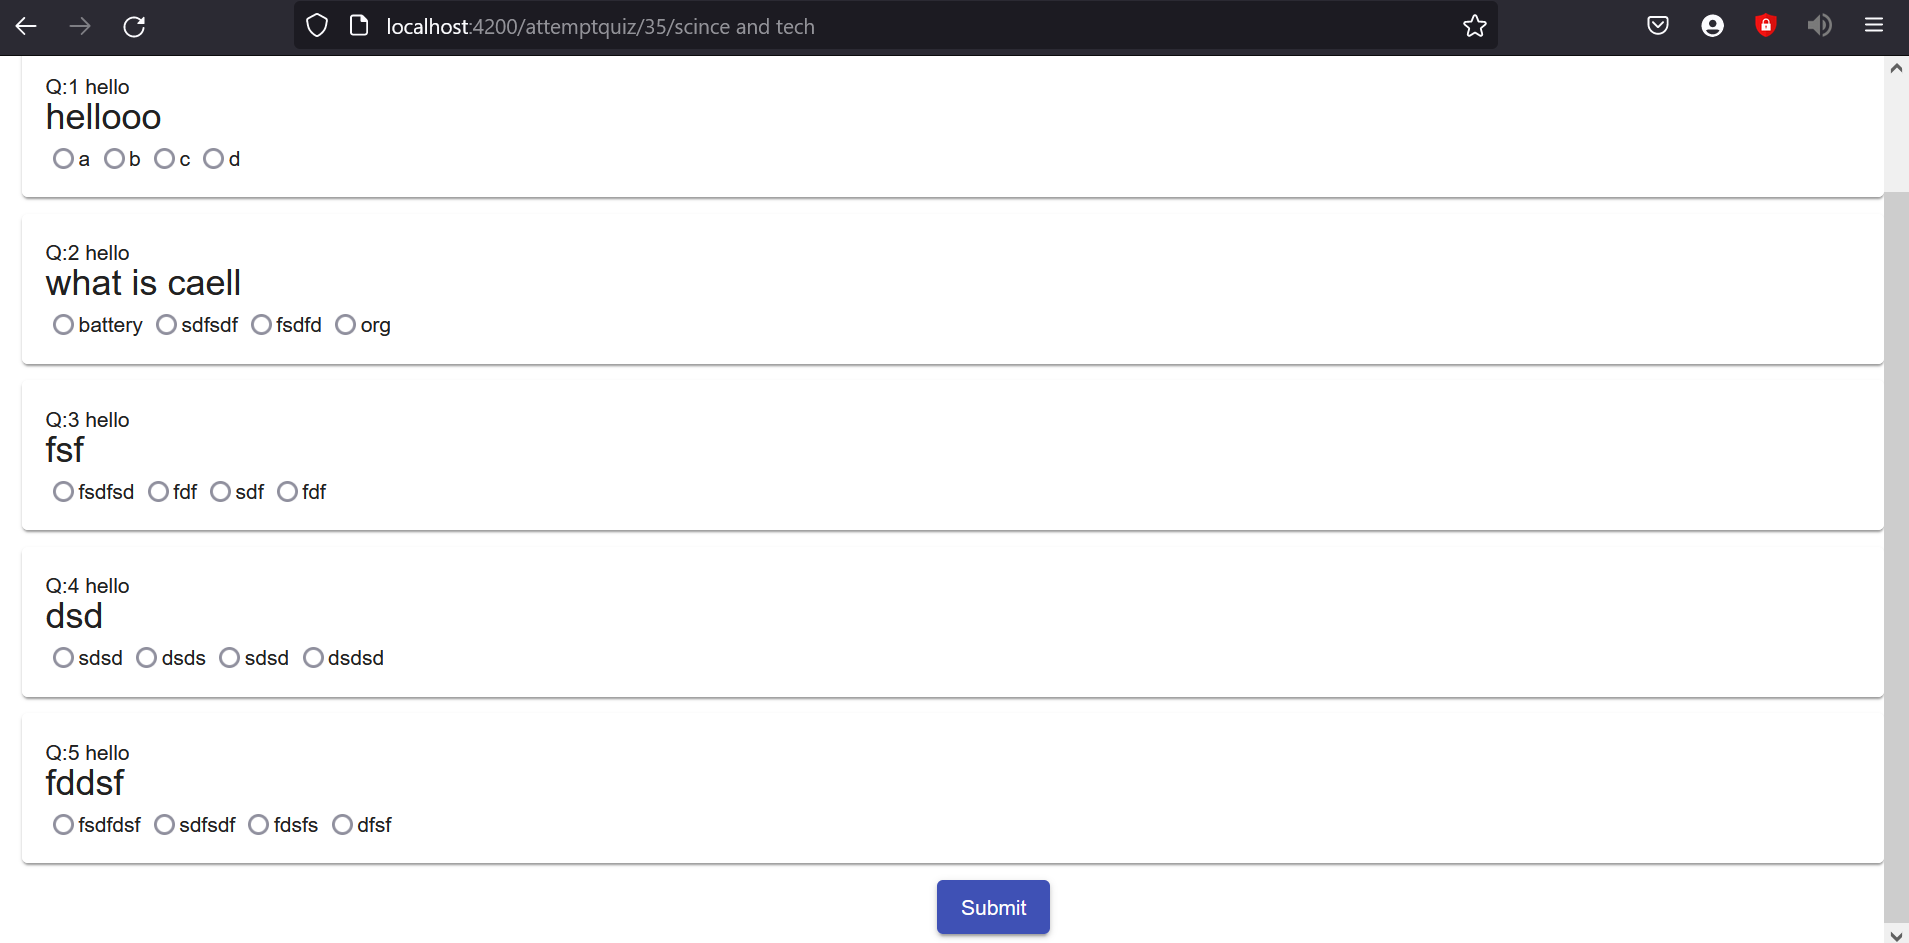 localhost:4200/attemptquiz/35/scince and tech
Q:1 hello
hellooo
a b c d
Q:2 hello
what is caell
battery sdfsdf fsdfd org
Q:3 hello
fsf
fsdfsd fdf sdf fdf
Q:4 hello
dsd
sdsd dsds sdsd dsdsd
Q:5 hello
fddsf
fsdfdsf sdfsdf fdsfs dfsf
Submit